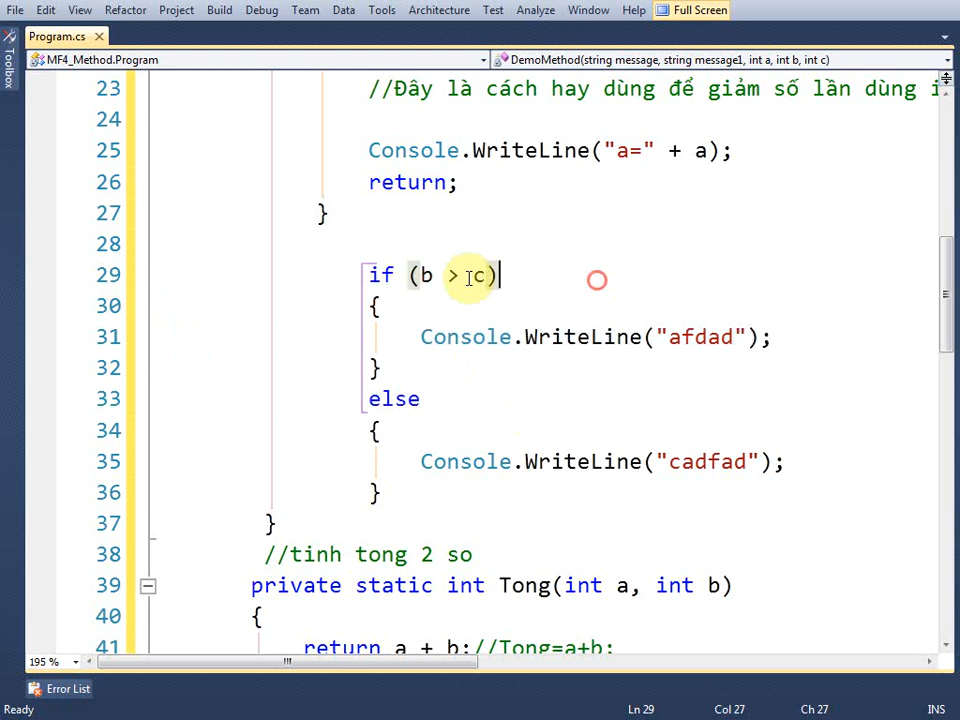 File Edit View Refactor Project Build Debug Team Data Tools Architecture Test Analyze Window Help Full Screen
Program.cs
Toolbox
MF4_Method.Program DemoMethod(string message, string message1, int a, int b, int c)
23 //Đây là cách hay dùng để giảm số lần dùng i
24
25 Console.WriteLine("a=" + a);
26 return;
27 }
28
29 if (b > c)
30 {
31 Console.WriteLine("afdad");
32 }
33 else
34 {
35 Console.WriteLine("cadfad");
36 }
37 }
38 //tinh tong 2 so
39 private static int Tong(int a, int b)
40 {
41 return a + b;//Tong=a+b;
195 %
Error List
Ready Ln 29 Col 27 Ch 27 INS